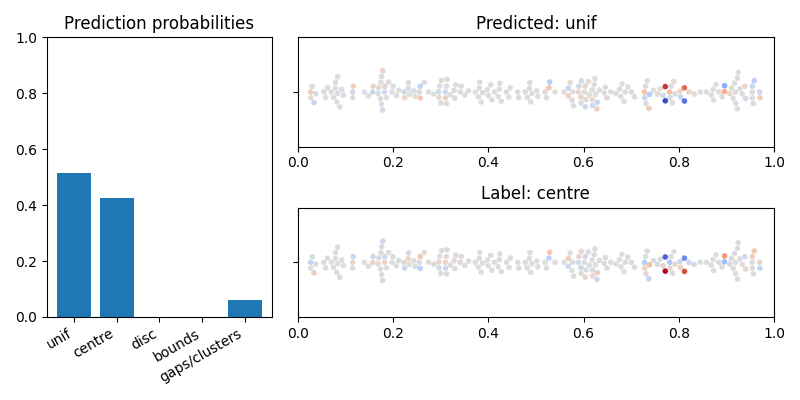 Prediction probabilities
1.0
0.8
0.6
0.4
0.2
0.0
unif
centre
disc
bounds
gaps/clusters
Predicted: unif
0.0 0.2 0.4 0.6 0.8 1.0
Label: centre
0.0 0.2 0.4 0.6 0.8 1.0